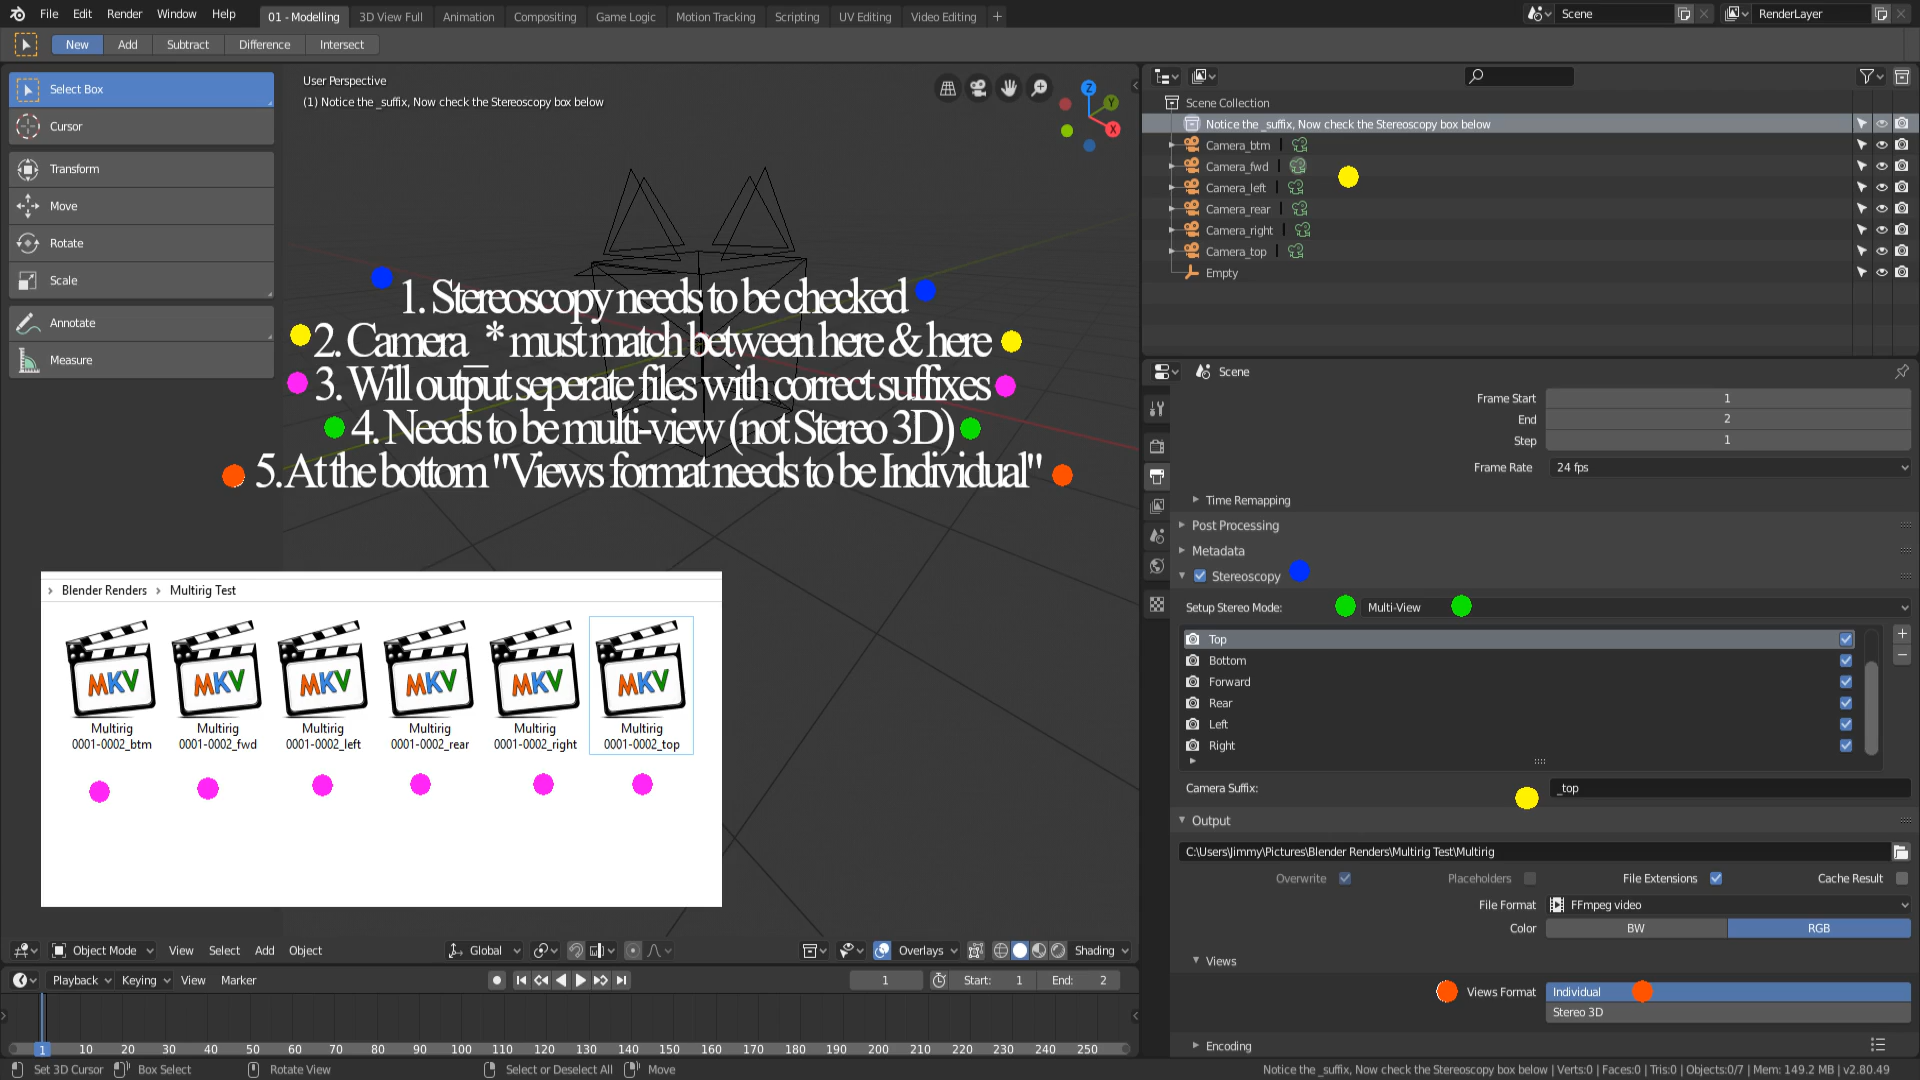 File Edit Render Window Help 01 - Modelling 3D View Full Animation Compositing Game Logic Motion Tracking Scripting UV Editing Video Editing + Scene RenderLayer
New Add Subtract Difference Intersect
Select Box
Cursor
Transform
Move
Rotate
Scale
Annotate
Measure
User Perspective
(1) Notice the _suffix, Now check the Stereoscopy box below
Z
Y
X
1. Stereoscopy needs to be checked
2. Camera_* must match between here & here
3. Will output seperate files with correct suffixes
4. Needs to be multi-view (not Stereo 3D)
5. At the bottom "Views format needs to be Individual"
Blender Renders > Multirig Test
MKV MKV MKV MKV MKV MKV
Multirig Multirig Multirig Multirig Multirig Multirig
0001-0002_btm 0001-0002_fwd 0001-0002_left 0001-0002_rear 0001-0002_right 0001-0002_top
Object Mode View Select Add Object Global Overlays Shading
Playback Keying View Marker 1 Start: 1 End: 2
1 10 20 30 40 50 60 70 80 90 100 110 120 130 140 150 160 170 180 190 200 210 220 230 240 250
Scene Collection
Notice the _suffix, Now check the Stereoscopy box below
Camera_btm
Camera_fwd
Camera_left
Camera_rear
Camera_right
Camera_top
Empty
Scene
Frame Start 1
End 2
Step 1
Frame Rate 24 fps
Time Remapping
Post Processing
Metadata
Stereoscopy
Setup Stereo Mode: Multi-View
Top
Bottom
Forward
Rear
Left
Right
Camera Suffix: _top
Output
C:\Users\Jimmy\Pictures\Blender Renders\Multirig Test\Multirig
Overwrite Placeholders File Extensions Cache Result
File Format FFmpeg video
Color BW RGB
Views
Views Format Individual
Stereo 3D
Encoding
Set 3D Cursor Box Select Rotate View Select or Deselect All Move Notice the _suffix, Now check the Stereoscopy box below | Verts:0 | Faces:0 | Tris:0 | Objects:0/7 | Mem: 149.2 MB | v2.80.49